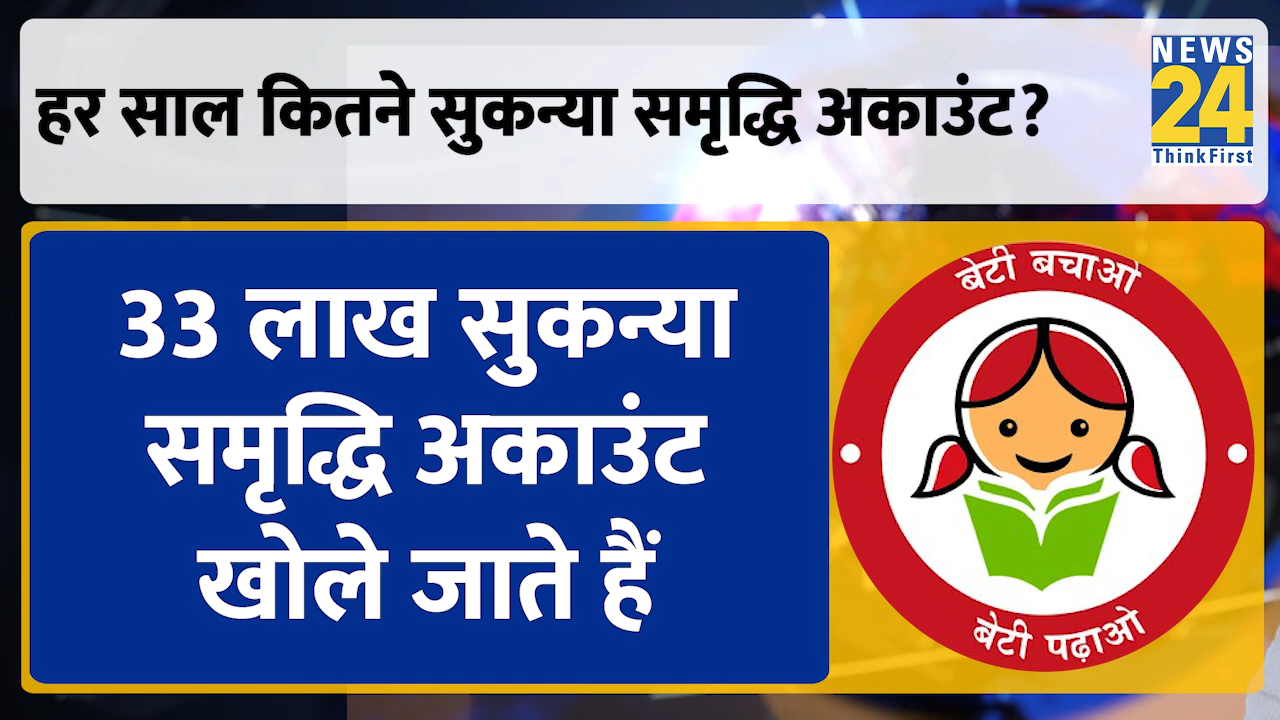 हर साल कितने सुकन्या समृद्धि अकाउंट?
NEWS
24
ThinkFirst
33 लाख सुकन्या
समृद्धि अकाउंट
खोले जाते हैं
बेटी बचाओ
बेटी पढ़ाओ